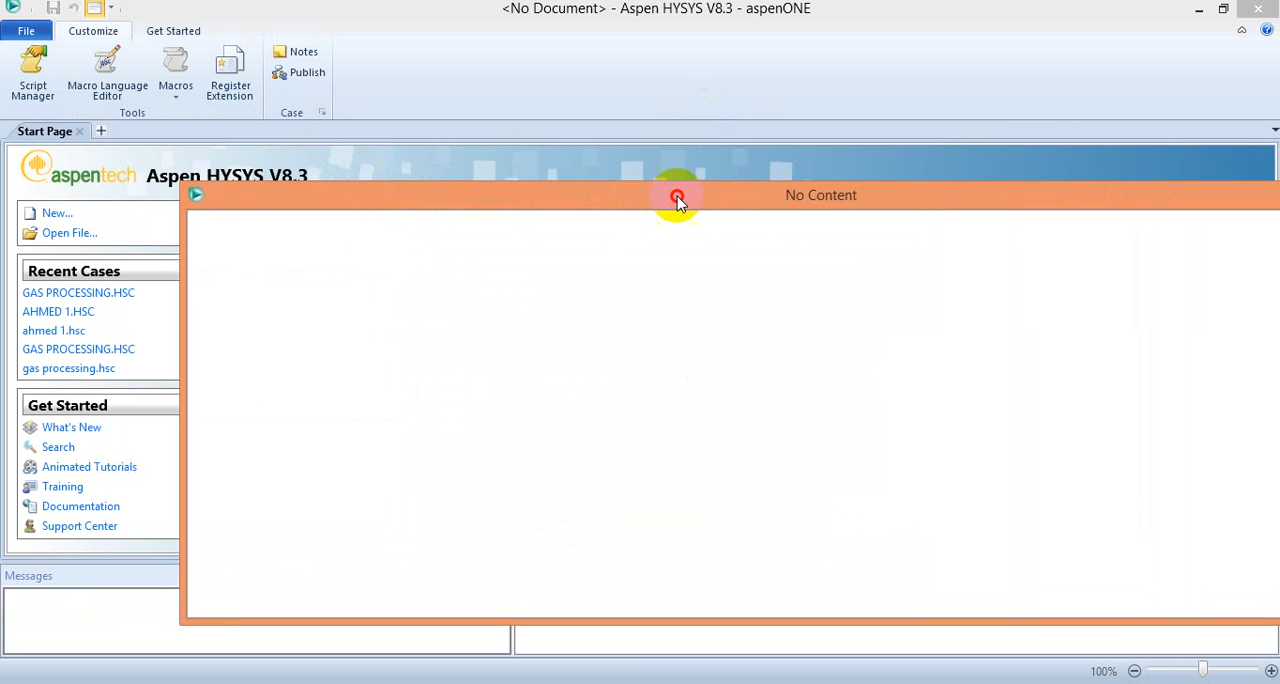 <No Document> - Aspen HYSYS V8.3 - aspenONE
File Customize Get Started
Script Manager
Macro Language Editor
Macros
Register Extension
Notes
Publish
Tools
Case
Start Page
aspentech Aspen HYSYS V8.3
No Content
New...
Open File...
Recent Cases
GAS PROCESSING.HSC
AHMED 1.HSC
ahmed 1.hsc
GAS PROCESSING.HSC
gas processing.hsc
Get Started
What's New
Search
Animated Tutorials
Training
Documentation
Support Center
Messages
100%